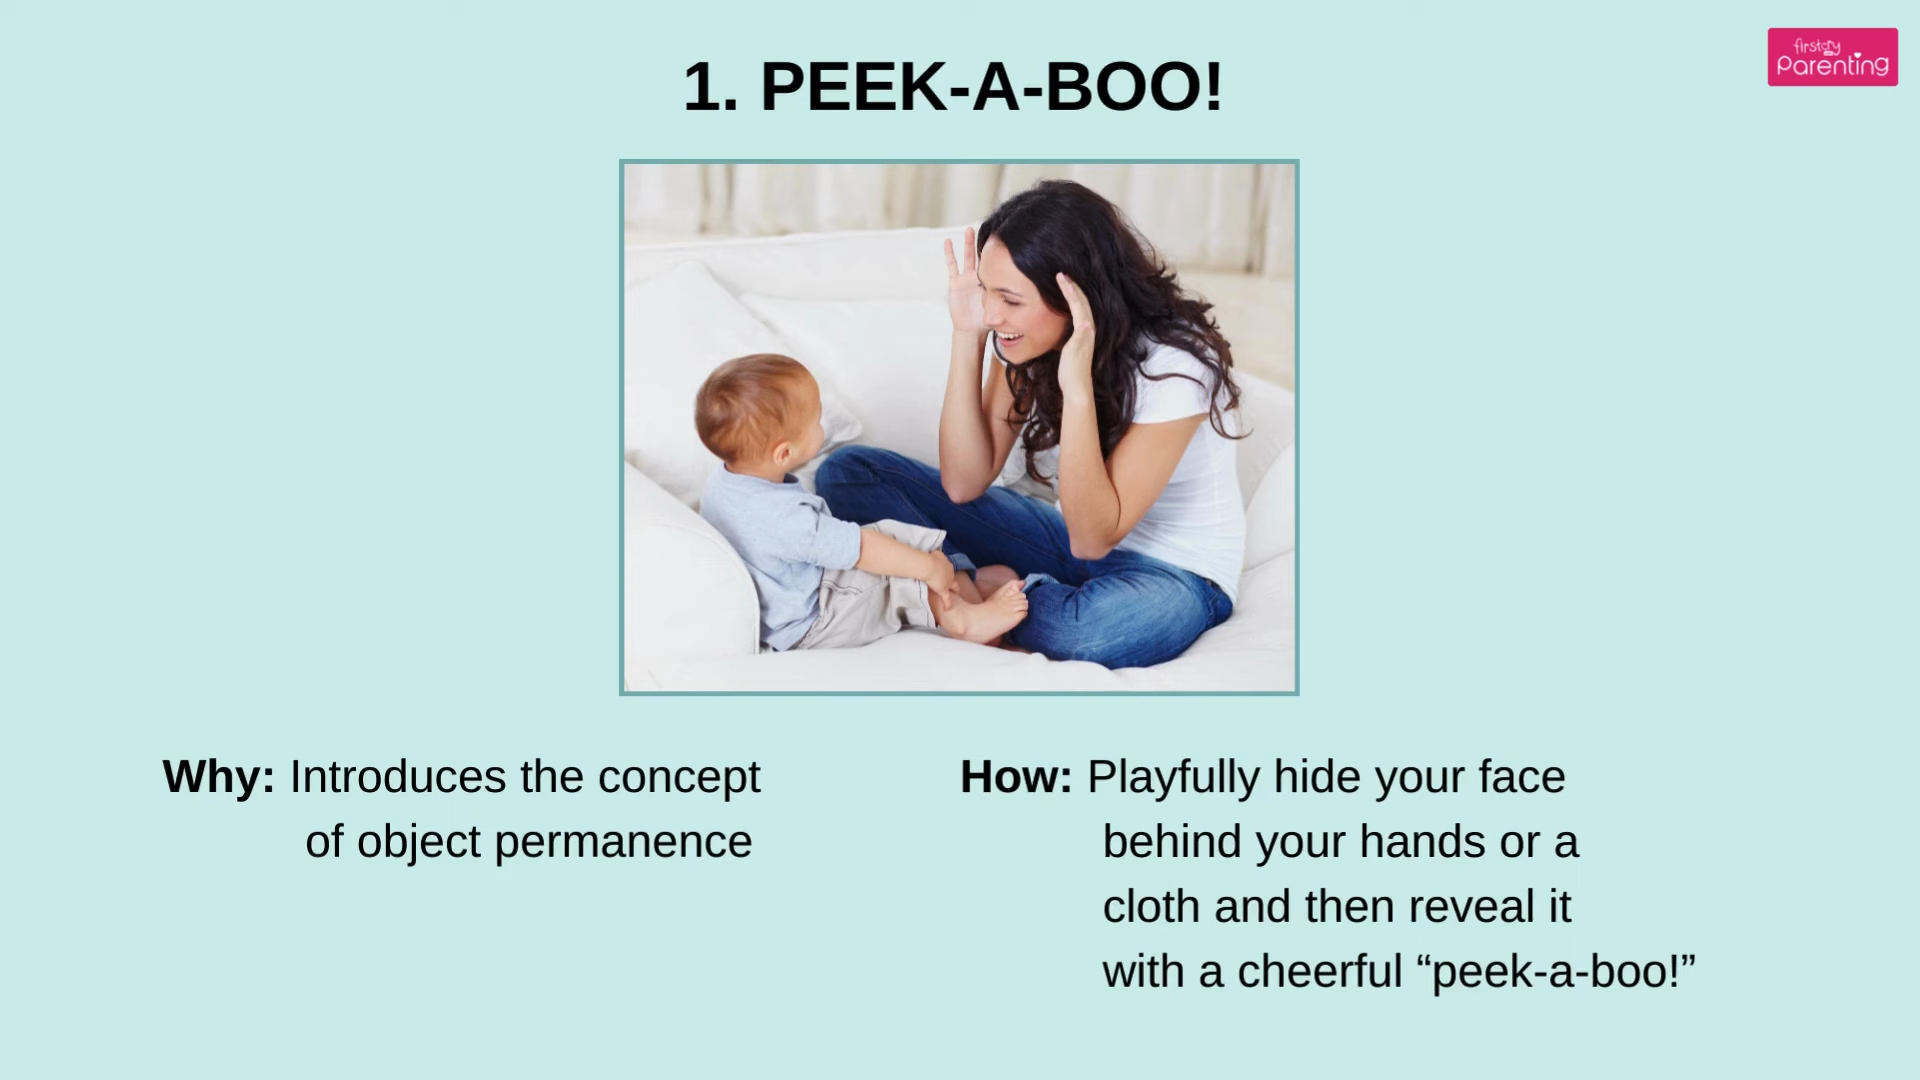 firstcry
Parenting
1. PEEK-A-BOO!
Why: Introduces the concept
of object permanence
How: Playfully hide your face
behind your hands or a
cloth and then reveal it
with a cheerful “peek-a-boo!”